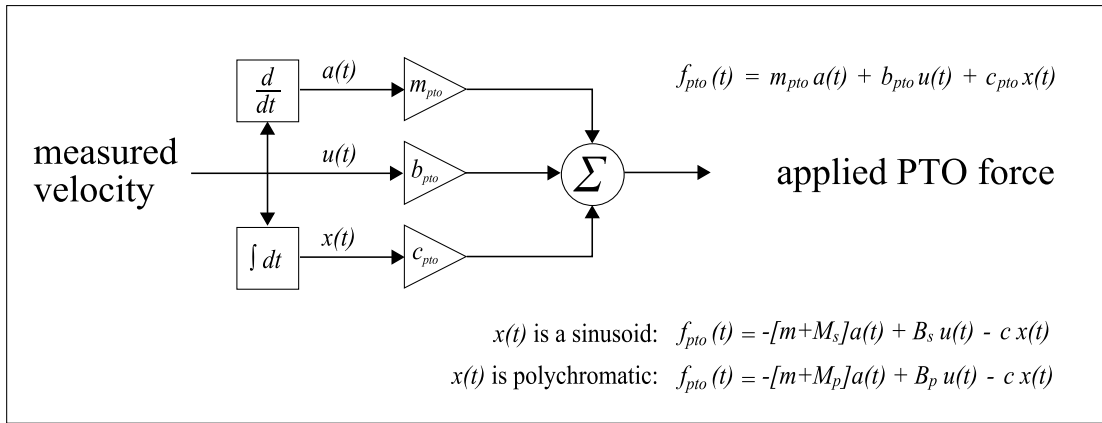 d/dt
a(t)
m_pto
f_pto (t) = m_pto a(t) + b_pto u(t) + c_pto x(t)
measured
velocity
u(t)
b_pto
Σ
applied PTO force
∫ dt
x(t)
c_pto
x(t) is a sinusoid: f_pto (t) = -[m+M_s]a(t) + B_s u(t) - c x(t)
x(t) is polychromatic: f_pto (t) = -[m+M_p]a(t) + B_p u(t) - c x(t)